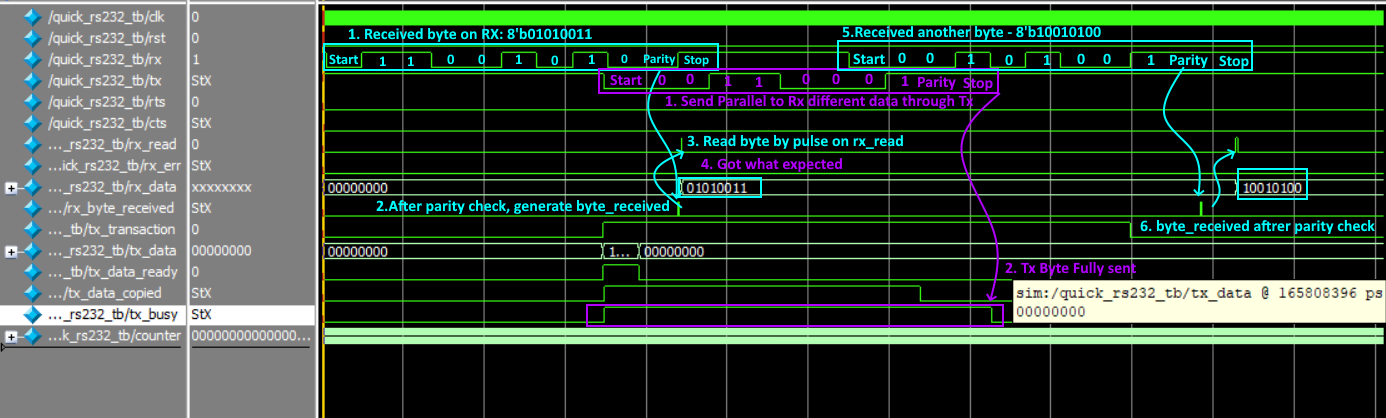 /quick_rs232_tb/clk 0
/quick_rs232_tb/rst 0
/quick_rs232_tb/rx 1
/quick_rs232_tb/tx StX
/quick_rs232_tb/rts 0
/quick_rs232_tb/cts StX
..._rs232_tb/rx_read 0
...ick_rs232_tb/rx_err StX
..._rs232_tb/rx_data xxxxxxxx
.../rx_byte_received StX
..._tb/tx_transaction 0
..._rs232_tb/tx_data 00000000
..._tb/tx_data_ready 0
.../tx_data_copied StX
..._rs232_tb/tx_busy StX
...k_rs232_tb/counter 00000000000000...
1. Received byte on RX: 8'b01010011
5.Received another byte - 8'b10010100
Start 1 1 0 0 1 0 1 0 Parity Stop
Start 0 0 1 0 1 0 0 1 Parity Stop
Start 0 0 1 1 0 0 0 1 Parity Stop
1. Send Parallel to Rx different data through Tx
3. Read byte by pulse on rx_read
4. Got what expected
00000000 01010011 10010100
2.After parity check, generate byte_received
6. byte_received aftrer parity check
00000000 1... 00000000
2. Tx Byte Fully sent
sim:/quick_rs232_tb/tx_data @ 165808396 ps
00000000